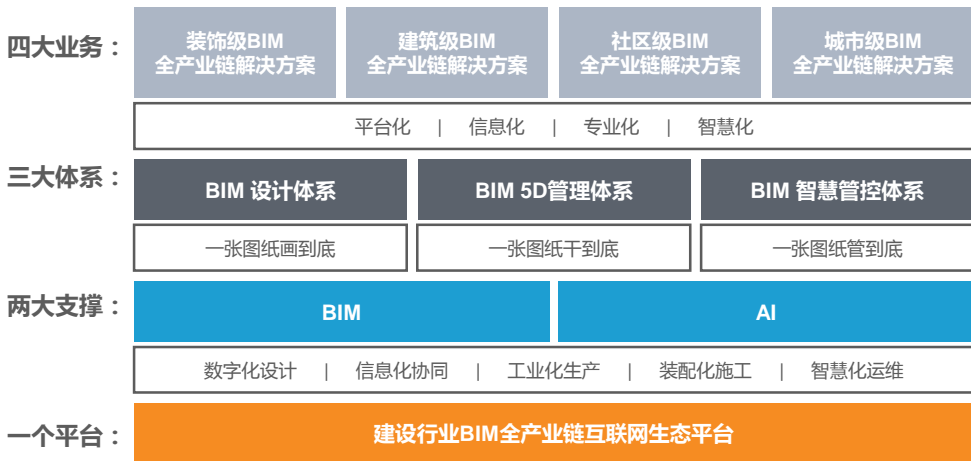 四大业务：
装饰级BIM
全产业链解决方案
建筑级BIM
全产业链解决方案
社区级BIM
全产业链解决方案
城市级BIM
全产业链解决方案
平台化 | 信息化 | 专业化 | 智慧化
三大体系：
BIM 设计体系
BIM 5D管理体系
BIM 智慧管控体系
一张图纸画到底
一张图纸干到底
一张图纸管到底
两大支撑：
BIM
AI
数字化设计 | 信息化协同 | 工业化生产 | 装配化施工 | 智慧化运维
一个平台：
建设行业BIM全产业链互联网生态平台